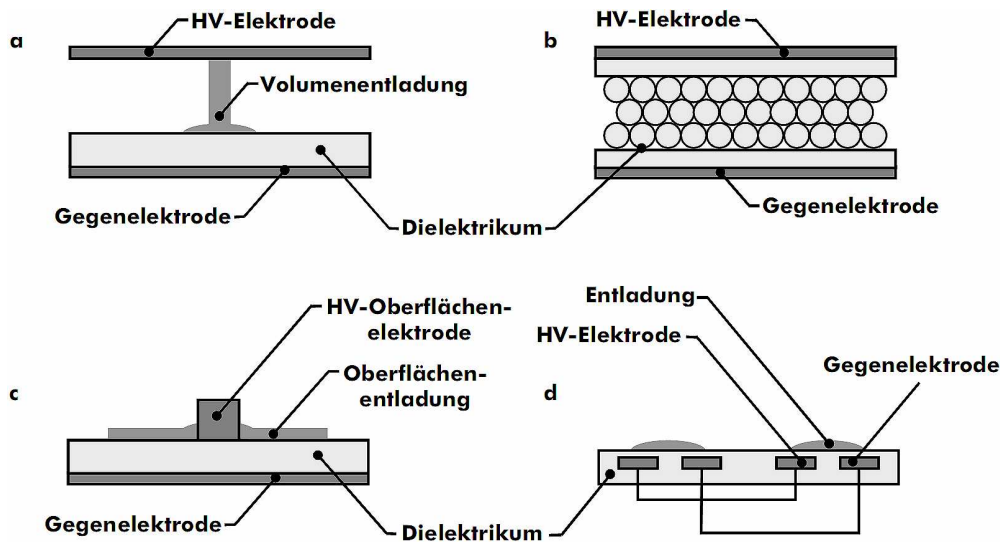 a
HV-Elektrode
Volumenentladung
Gegenelektrode
Dielektrikum
b
HV-Elektrode
Gegenelektrode
c
HV-Oberflächen-
elektrode
Oberflächen-
entladung
Gegenelektrode
Dielektrikum
d
Entladung
HV-Elektrode
Gegenelektrode